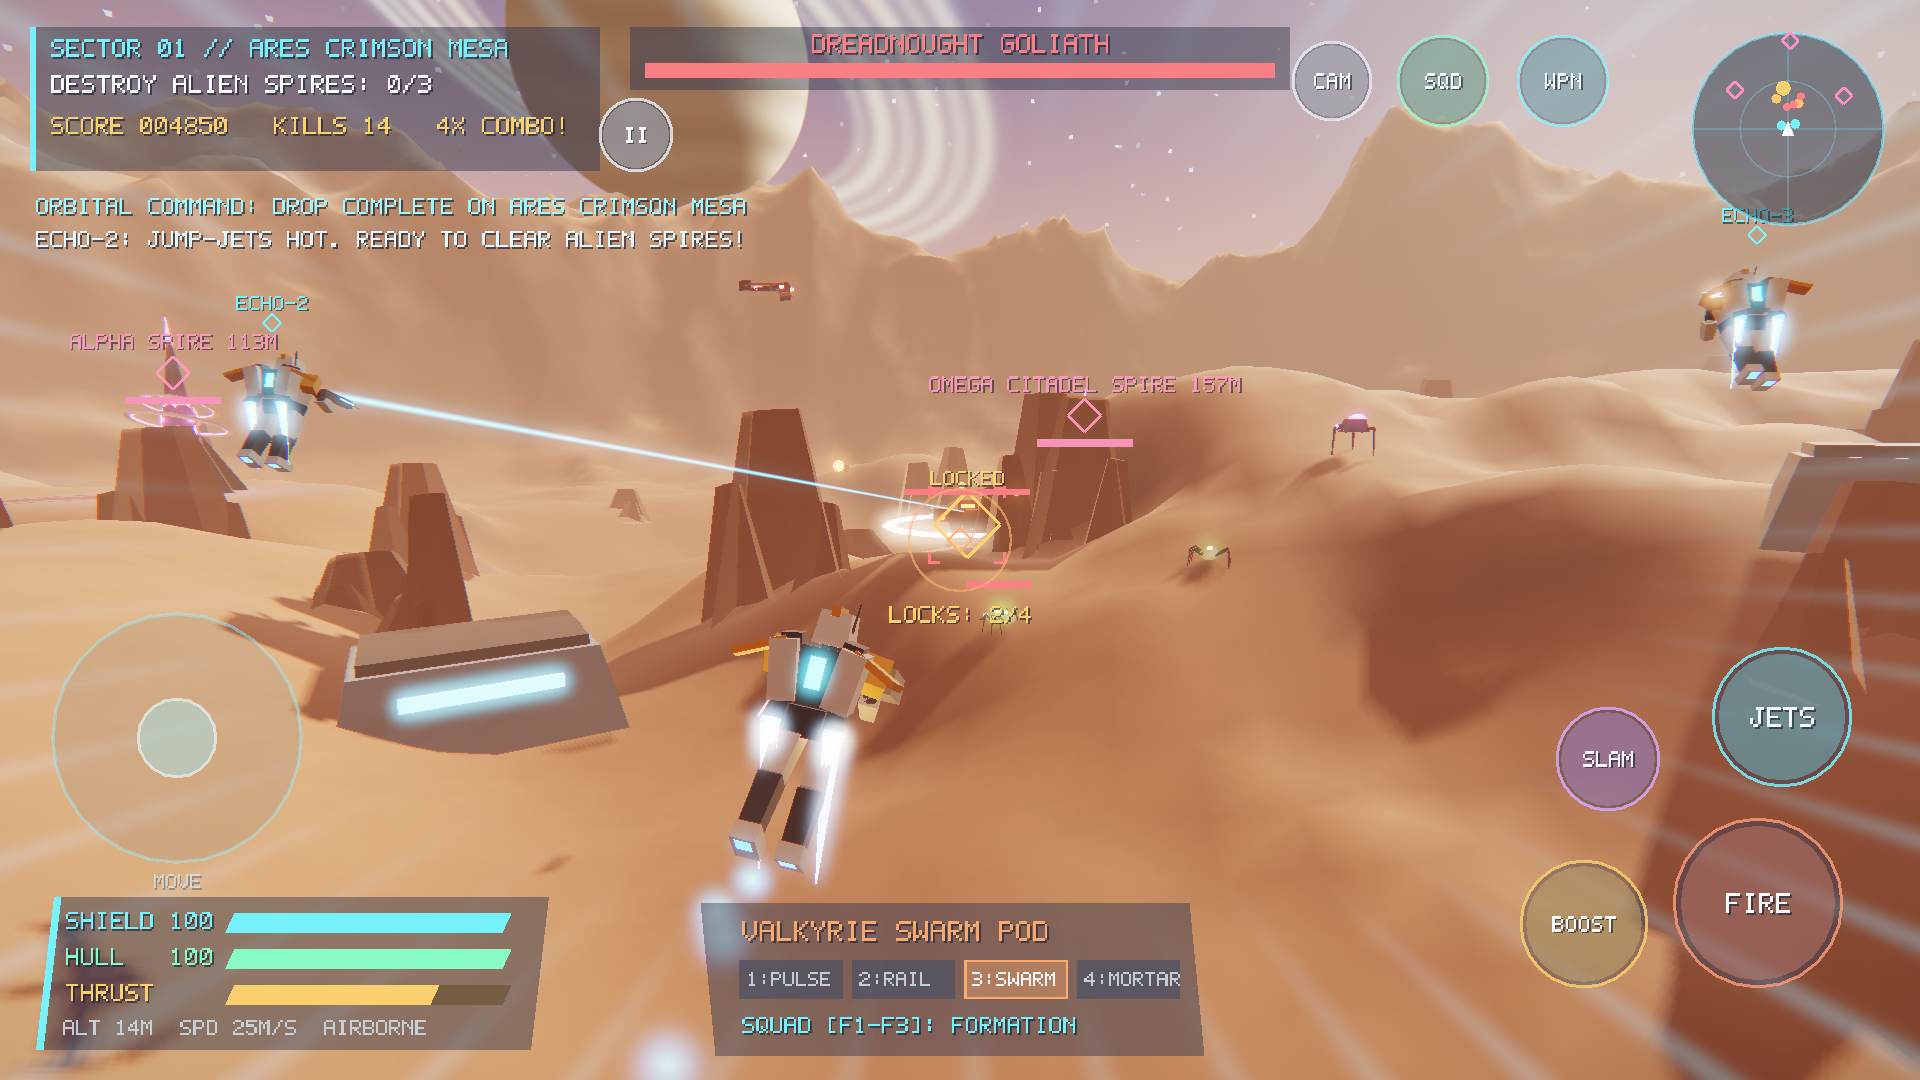 SECTOR 01 // ARES CRIMSON MESA
DESTROY ALIEN SPIRES: 0/3
SCORE 004850 KILLS 14 4X COMBO!
II
DREADNOUGHT GOLIATH
CAM
SQD
WPN
ORBITAL COMMAND: DROP COMPLETE ON ARES CRIMSON MESA
ECHO-2: JUMP-JETS HOT. READY TO CLEAR ALIEN SPIRES!
ECHO-3
ECHO-2
ALPHA SPIRE 113M
OMEGA CITADEL SPIRE 157M
LOCKED
LOCKS: 2/4
JETS
SLAM
FIRE
BOOST
MOVE
SHIELD 100
HULL 100
THRUST
ALT 14M SPD 25M/S AIRBORNE
VALKYRIE SWARM POD
1:PULSE 2:RAIL 3:SWARM 4:MORTAR
SQUAD [F1-F3]: FORMATION